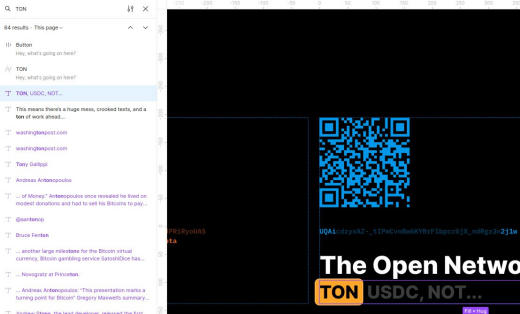 TON
64 results · This page
Button
Hey, what's going on here?
TON
Hey, what's going on here?
TON, USDC, NOT...
This means there's a huge mess, crooked texts, and a
ton of work ahead...
washingtonpost.com
washingtonpost.com
Tony Gallippi
Andreas Antonopoulos
... of Money," Antonopoulos once revealed he lived on
modest donations and had to sell his Bitcoins to pay...
@aantonop
Bruce Fenton
... another large milestone for the Bitcoin virtual
currency, Bitcoin gambling service SatoshiDice has...
... Novogratz at Princeton.
... Andreas Antonopoulos: "This presentation marks a
turning point for Bitcoin" Gregory Maxwell's summary...
The Open Netwo
TON USDC, NOT...
Fill × Hug